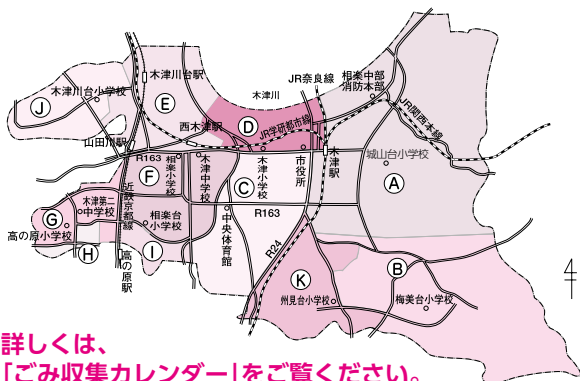 木津川台駅
木津川
JR奈良線
相楽中部
消防本部
J
木津川台小学校
E
D
JR学研都市線
JR関西本線
西木津駅
山田川駅
R163
相楽小学校
木津中学校
木津小学校
市役所
木津駅
城山台小学校
F
C
A
近鉄京都線
木津第二
中学校
G
高の原小学校
相楽台
小学校
中央体育館
R163
H
高の原駅
I
R24
K
州見台小学校
B
梅美台小学校
4
詳しくは、
「ごみ収集カレンダー」をご覧ください。